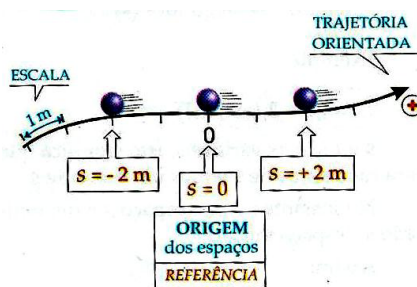 TRAJETÓRIA
ORIENTADA
ESCALA
1 m
+
0
s = - 2 m
s = 0
s = + 2 m
ORIGEM
dos espaços
REFERÊNCIA